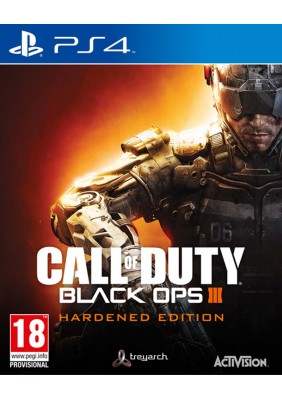 PS4
CALL OF DUTY
BLACK OPS III
HARDENED EDITION
18
www.pegi.info
PROVISIONAL
treyarch
ACTIVISION